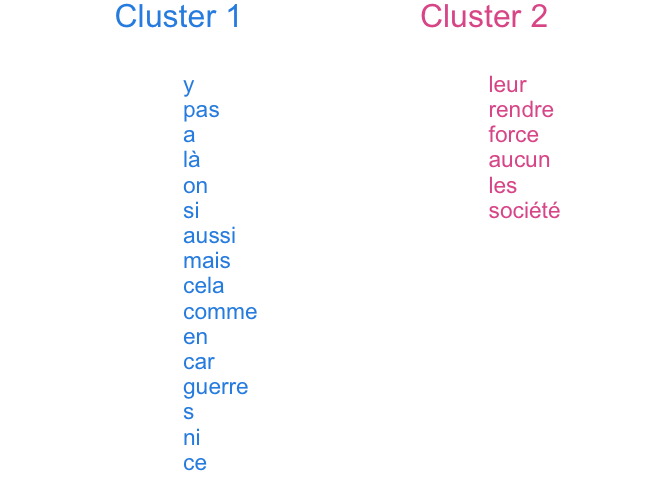 Cluster 1
y
pas
a
là
on
si
aussi
mais
cela
comme
en
car
guerre
s
ni
ce
Cluster 2
leur
rendre
force
aucun
les
société